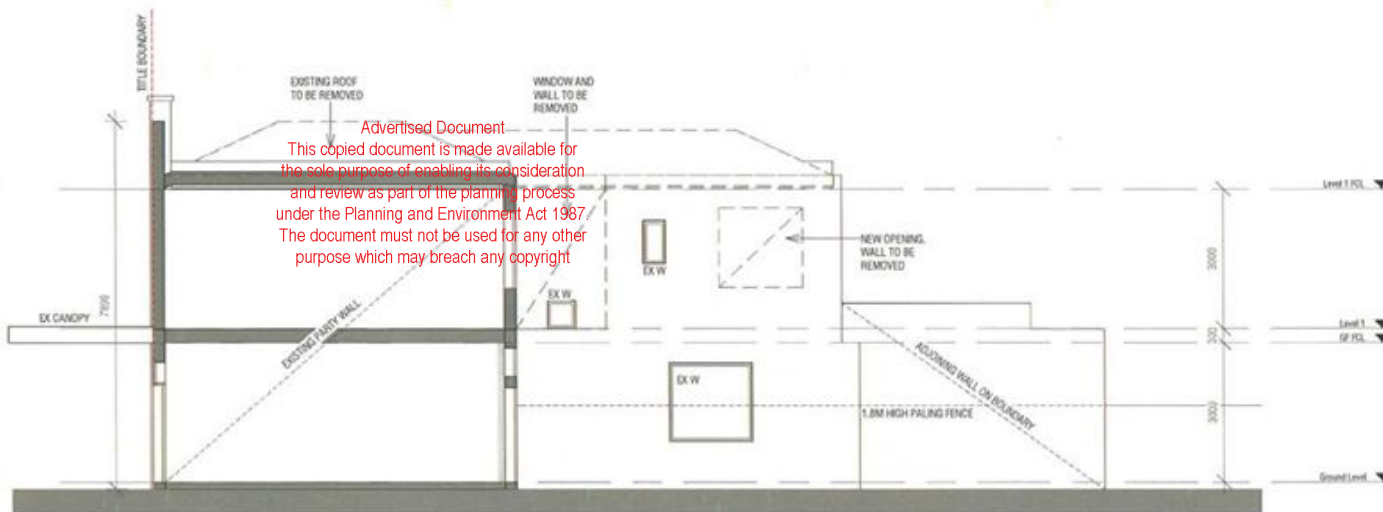 TITLE BOUNDARY
EXISTING ROOF
TO BE REMOVED
WINDOW AND
WALL TO BE
REMOVED
Advertised Document
This copied document is made available for
the sole purpose of enabling its consideration
and review as part of the planning process
under the Planning and Environment Act 1987.
The document must not be used for any other
purpose which may breach any copyright
Level 1 FCL
EX W
NEW OPENING,
WALL TO BE
REMOVED
3000
EX W
7800
EX CANOPY
EXISTING PARTY WALL
Level 1
300
GF FCL
EX W
ADJOINING WALL ON BOUNDARY
1.8M HIGH PALING FENCE
3000
Ground Level